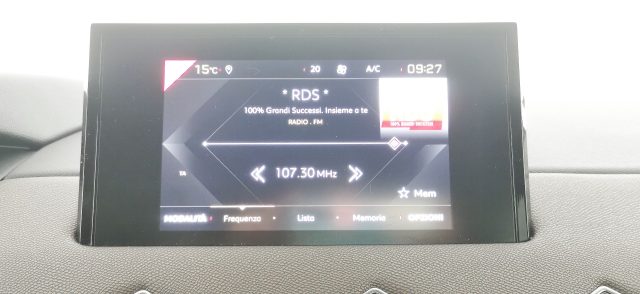 15°C 20 A/C 09:27
* RDS *
100% Grandi Successi. Insieme a te
RADIO . FM
TA
107.30 MHz
Mem
MODALITÀ Frequenza Lista Memoria OPZIONI